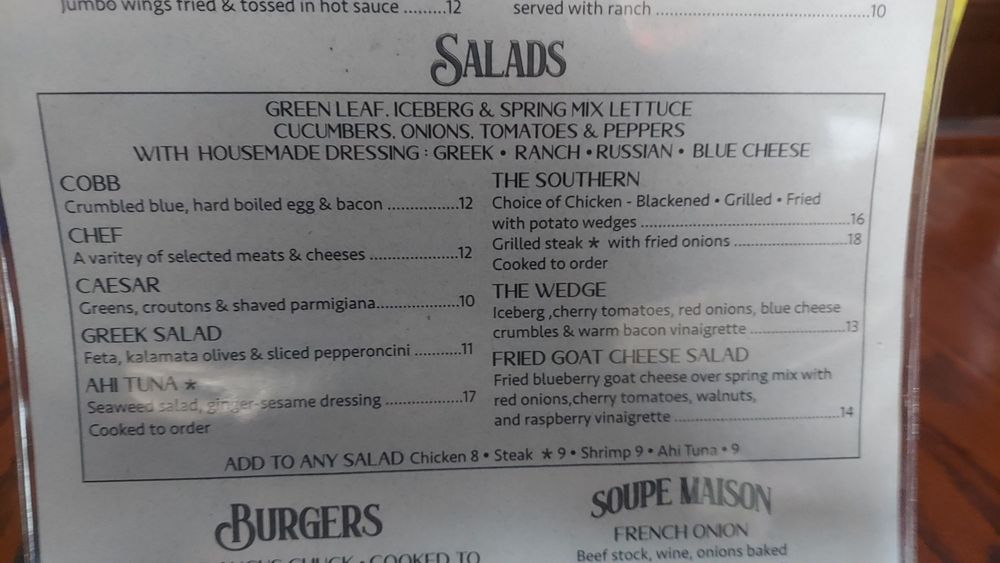 Jumbo wings fried & tossed in hot sauce .........12
served with ranch ..........................................10
SALADS
GREEN LEAF, ICEBERG & SPRING MIX LETTUCE
CUCUMBERS, ONIONS, TOMATOES & PEPPERS
WITH HOUSEMADE DRESSING : GREEK • RANCH • RUSSIAN • BLUE CHEESE
COBB
Crumbled blue, hard boiled egg & bacon ...............12
CHEF
A varitey of selected meats & cheeses ...................12
CAESAR
Greens, croutons & shaved parmigiana...................10
GREEK SALAD
Feta, kalamata olives & sliced pepperoncini ...........11
AHI TUNA *
Seaweed salad, ginger-sesame dressing .................17
Cooked to order
THE SOUTHERN
Choice of Chicken - Blackened • Grilled • Fried
with potato wedges ..............................................16
Grilled steak * with fried onions .........................18
Cooked to order
THE WEDGE
Iceberg ,cherry tomatoes, red onions, blue cheese
crumbles & warm bacon vinaigrette ....................13
FRIED GOAT CHEESE SALAD
Fried blueberry goat cheese over spring mix with
red onions,cherry tomatoes, walnuts,
and raspberry vinaigrette ...................................14
ADD TO ANY SALAD Chicken 8 • Steak * 9 • Shrimp 9 • Ahi Tuna • 9
BURGERS
CHUCK • COOKED TO
SOUPE MAISON
FRENCH ONION
Beef stock, wine, onions baked